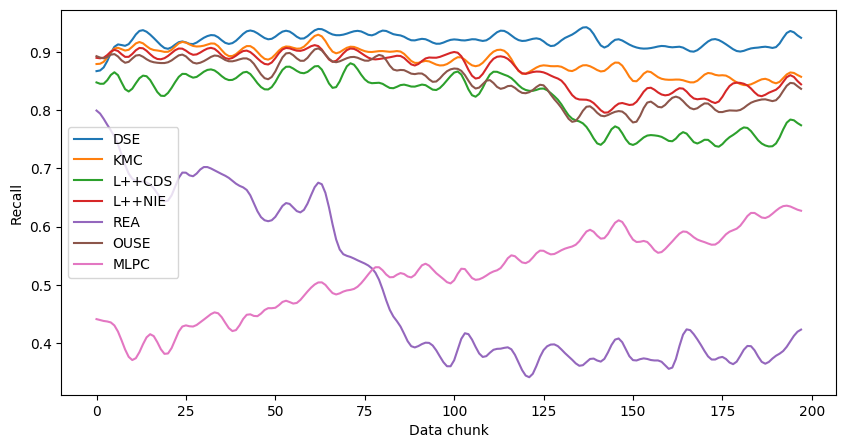 0.9
0.8
0.7
0.6
0.5
0.4
Recall
DSE
KMC
L++CDS
L++NIE
REA
OUSE
MLPC
0 25 50 75 100 125 150 175 200
Data chunk